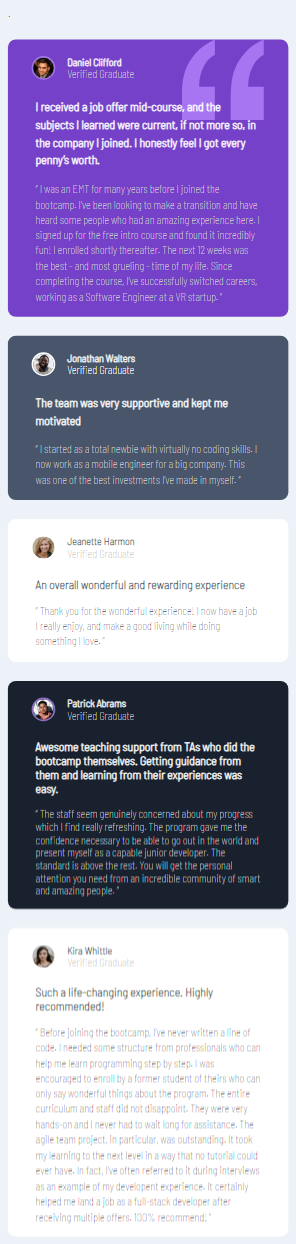 Daniel Clifford
Verified Graduate
I received a job offer mid-course, and the
subjects I learned were current, if not more so, in
the company I joined. I honestly feel I got every
penny’s worth.
“ I was an EMT for many years before I joined the
bootcamp. I’ve been looking to make a transition and have
heard some people who had an amazing experience here. I
signed up for the free intro course and found it incredibly
fun! I enrolled shortly thereafter. The next 12 weeks was
the best - and most grueling - time of my life. Since
completing the course, I’ve successfully switched careers,
working as a Software Engineer at a VR startup. ”
Jonathan Walters
Verified Graduate
The team was very supportive and kept me
motivated
“ I started as a total newbie with virtually no coding skills. I
now work as a mobile engineer for a big company. This
was one of the best investments I’ve made in myself. ”
Jeanette Harmon
Verified Graduate
An overall wonderful and rewarding experience
“ Thank you for the wonderful experience! I now have a job
I really enjoy, and make a good living while doing
something I love. ”
Patrick Abrams
Verified Graduate
Awesome teaching support from TAs who did the
bootcamp themselves. Getting guidance from
them and learning from their experiences was
easy.
“ The staff seem genuinely concerned about my progress
which I find really refreshing. The program gave me the
confidence necessary to be able to go out in the world and
present myself as a capable junior developer. The
standard is above the rest. You will get the personal
attention you need from an incredible community of smart
and amazing people. ”
Kira Whittle
Verified Graduate
Such a life-changing experience. Highly
recommended!
“ Before joining the bootcamp, I’ve never written a line of
code. I needed some structure from professionals who can
help me learn programming step by step. I was
encouraged to enroll by a former student of theirs who can
only say wonderful things about the program. The entire
curriculum and staff did not disappoint. They were very
hands-on and I never had to wait long for assistance. The
agile team project, in particular, was outstanding. It took
my learning to the next level in a way that no tutorial could
ever have. In fact, I’ve often referred to it during interviews
as an example of my developent experience. It certainly
helped me land a job as a full-stack developer after
receiving multiple offers. 100% recommend! ”